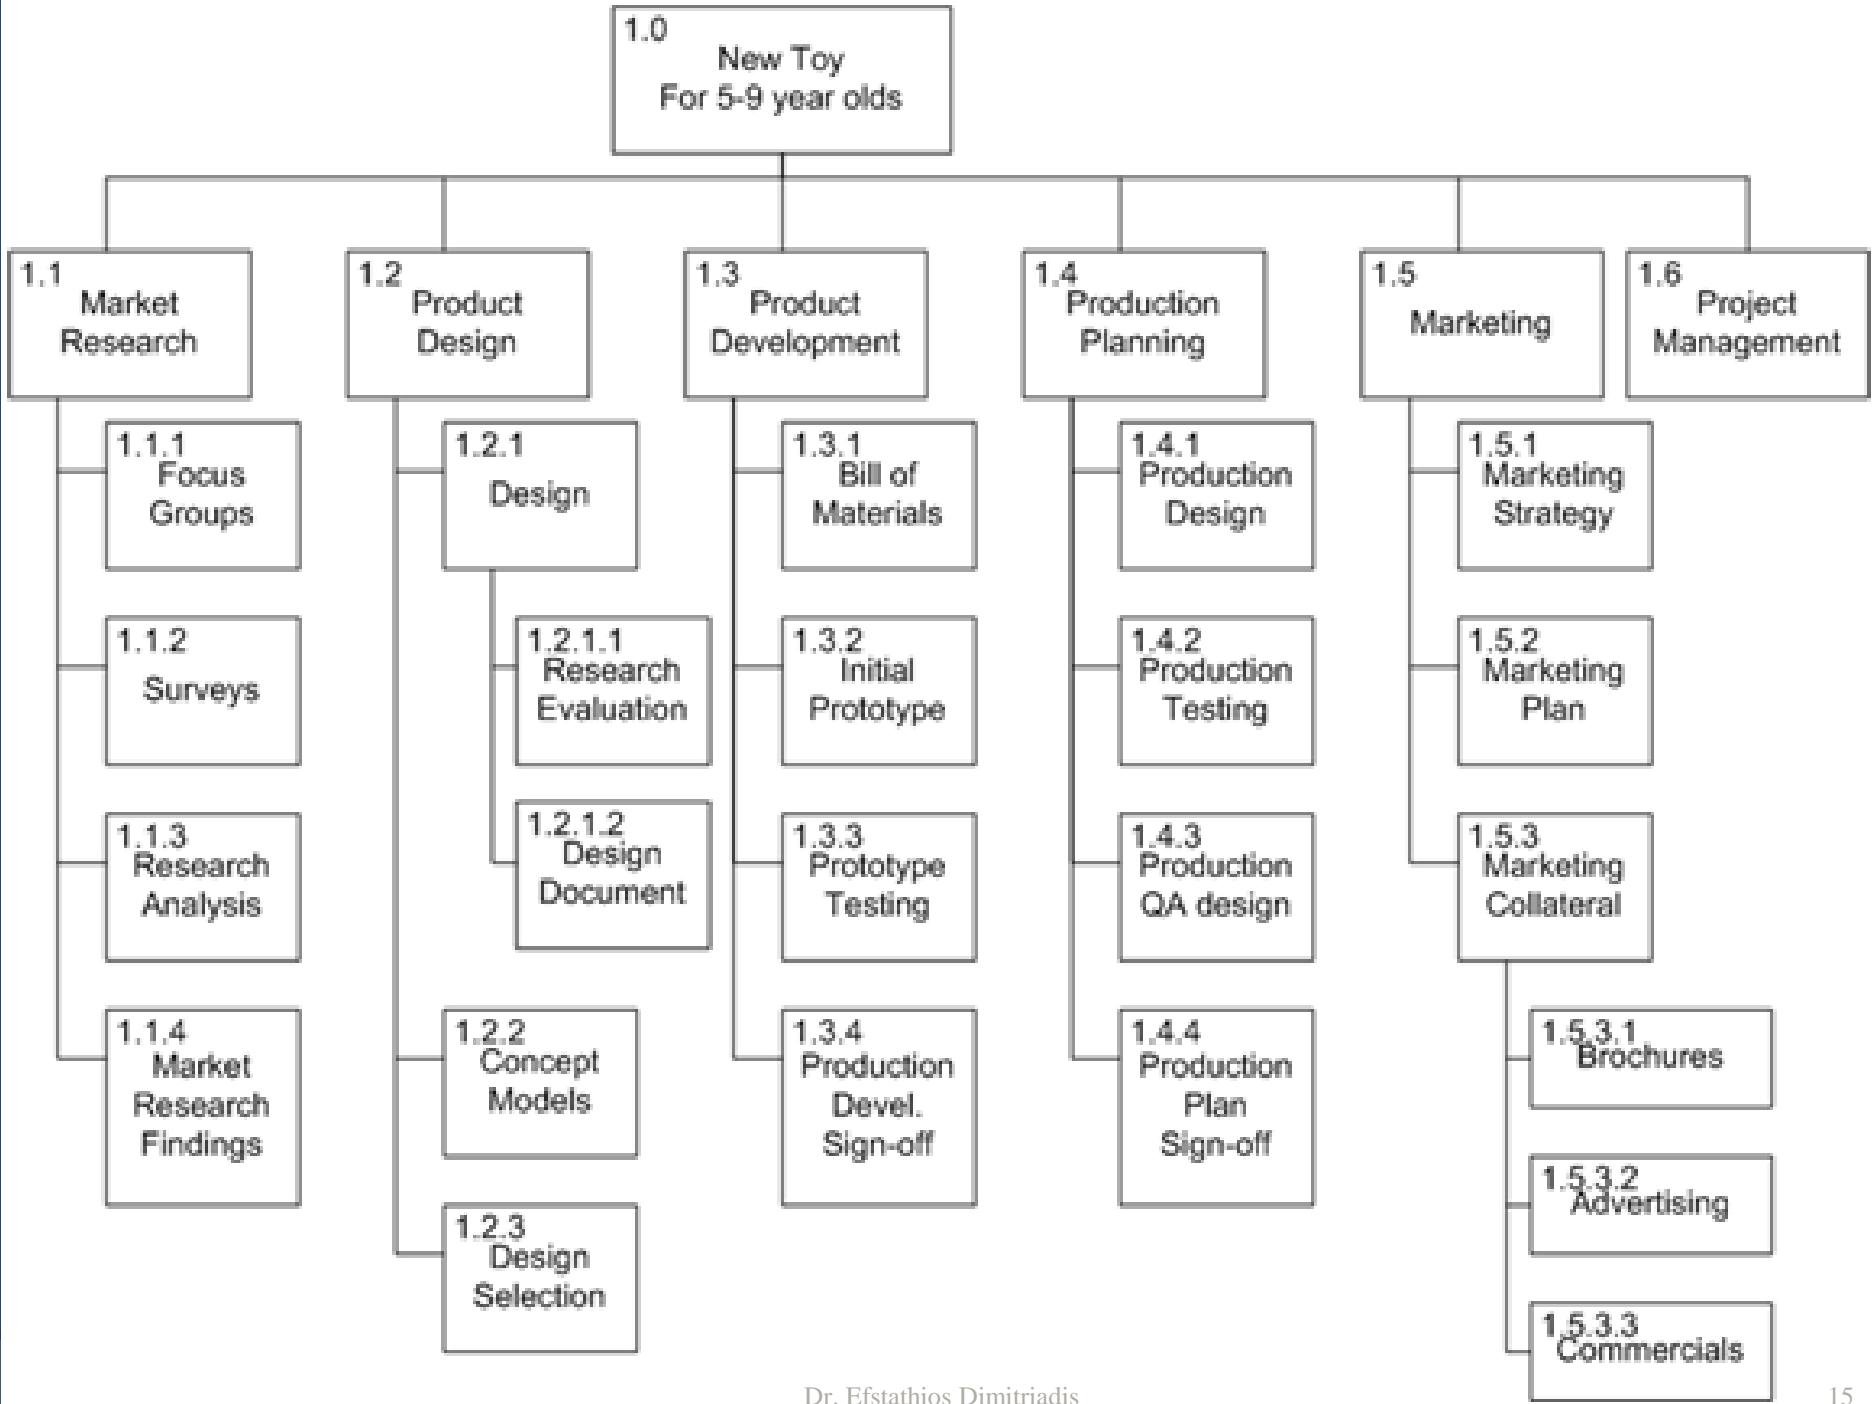 1.0
New Toy
For 5-9 year olds
1.1
Market
Research
1.1.1
Focus
Groups
1.1.2
Surveys
1.1.3
Research
Analysis
1.1.4
Market
Research
Findings
1.2
Product
Design
1.2.1
Design
1.2.1.1
Research
Evaluation
1.2.1.2
Design
Document
1.2.2
Concept
Models
1.2.3
Design
Selection
1.3
Product
Development
1.3.1
Bill of
Materials
1.3.2
Initial
Prototype
1.3.3
Prototype
Testing
1.3.4
Production
Devel.
Sign-off
1.4
Production
Planning
1.4.1
Production
Design
1.4.2
Production
Testing
1.4.3
Production
QA design
1.4.4
Production
Plan
Sign-off
1.5
Marketing
1.5.1
Marketing
Strategy
1.5.2
Marketing
Plan
1.5.3
Marketing
Collateral
1.5.3.1
Brochures
1.5.3.2
Advertising
1.5.3.3
Commercials
1.6
Project
Management
Dr. Efstathios Dimitriadis
15